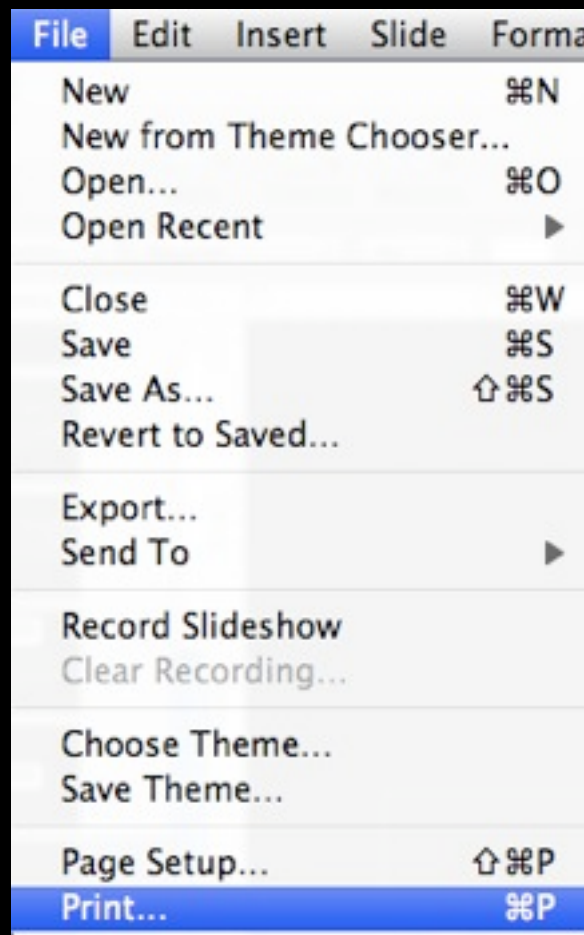 File Edit Insert Slide Forma
New ⌘N
New from Theme Chooser...
Open... ⌘O
Open Recent ▶
Close ⌘W
Save ⌘S
Save As... ⇧⌘S
Revert to Saved...
Export...
Send To ▶
Record Slideshow
Clear Recording...
Choose Theme...
Save Theme...
Page Setup... ⇧⌘P
Print... ⌘P